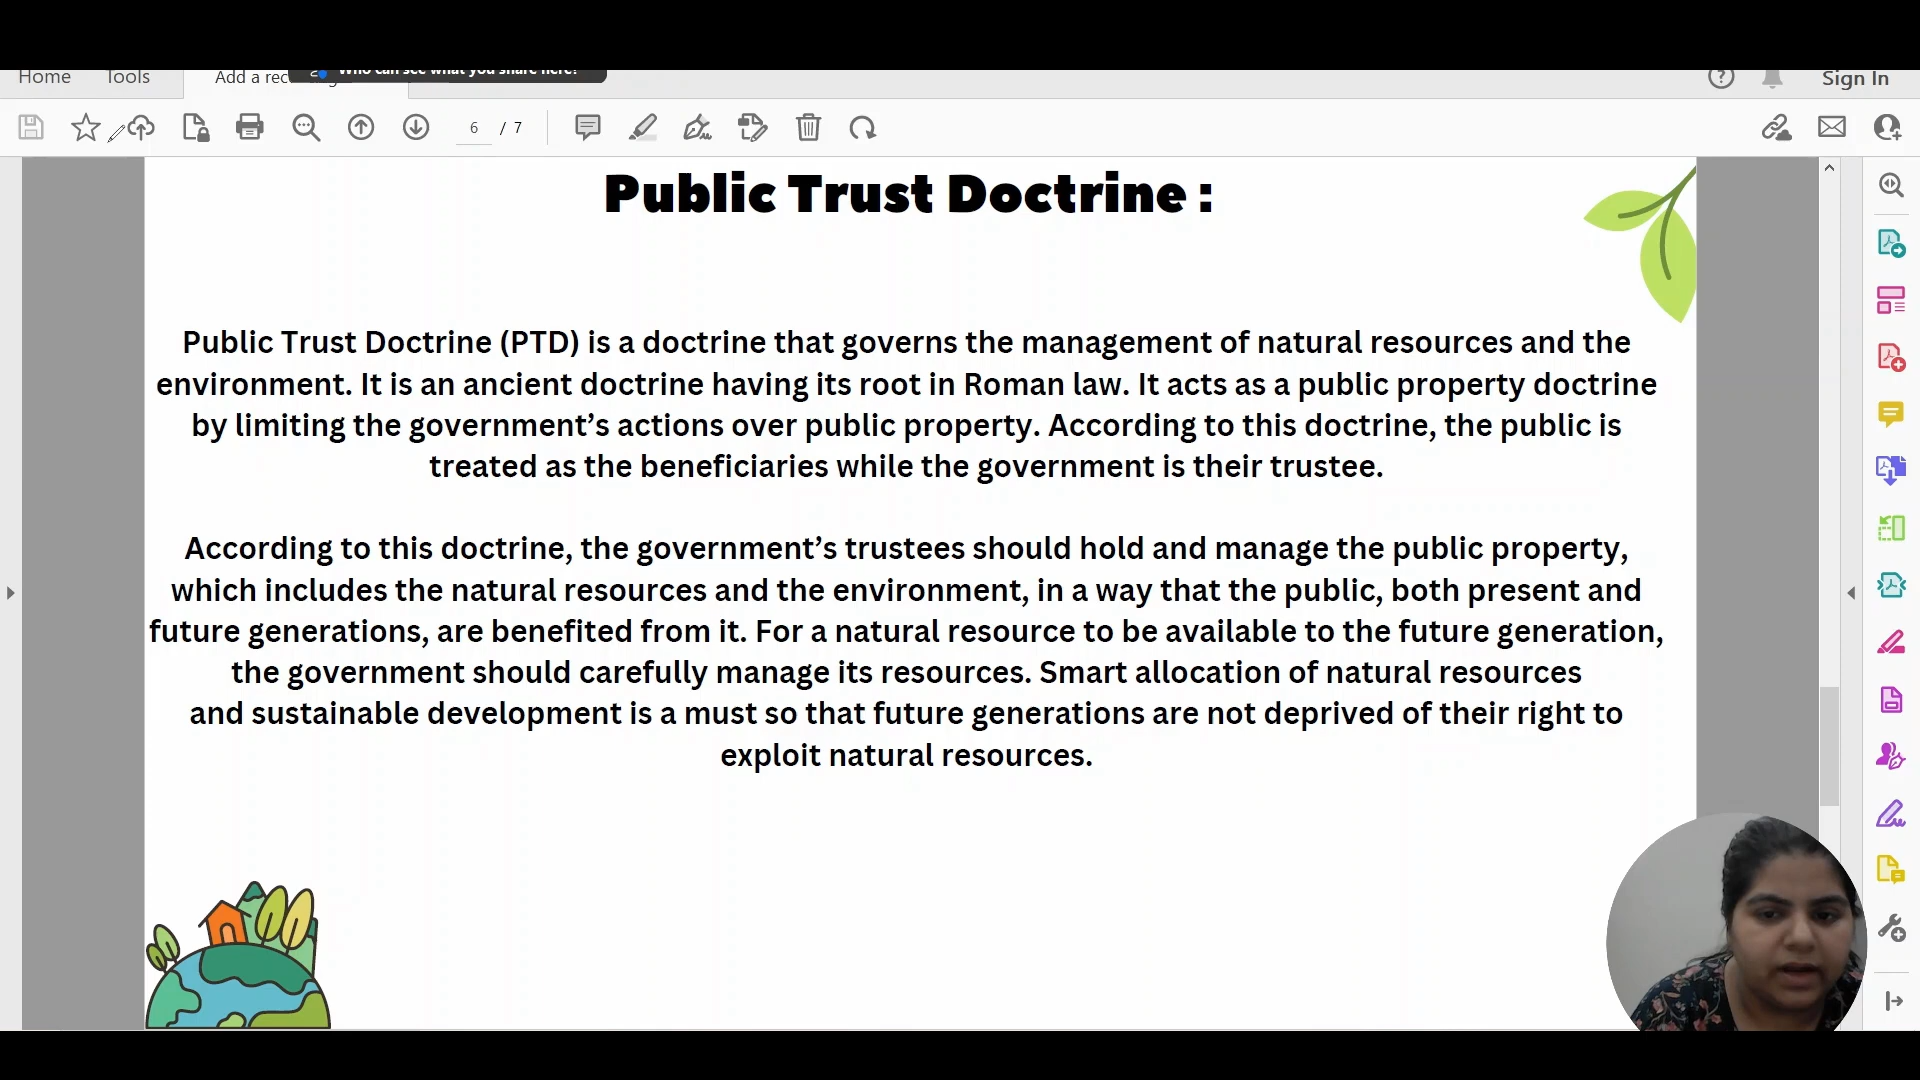 Who can see what you share here?
Home Tools Add a rec Sign In
6 / 7
Public Trust Doctrine :
Public Trust Doctrine (PTD) is a doctrine that governs the management of natural resources and the
environment. It is an ancient doctrine having its root in Roman law. It acts as a public property doctrine
by limiting the government’s actions over public property. According to this doctrine, the public is
treated as the beneficiaries while the government is their trustee.
According to this doctrine, the government’s trustees should hold and manage the public property,
which includes the natural resources and the environment, in a way that the public, both present and
future generations, are benefited from it. For a natural resource to be available to the future generation,
the government should carefully manage its resources. Smart allocation of natural resources
and sustainable development is a must so that future generations are not deprived of their right to
exploit natural resources.